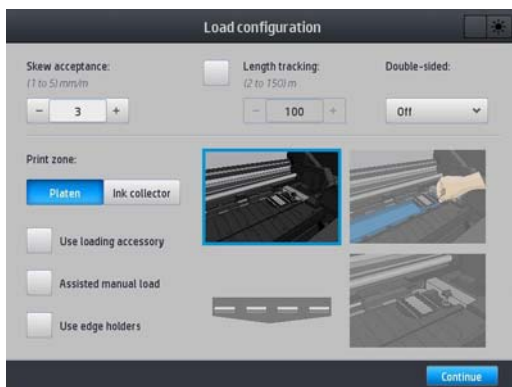 Load configuration
Skew acceptance:
(1 to 5) mm/m
- 3 +
Length tracking:
(2 to 150) m
- 100 +
Double-sided:
Off
Print zone:
Platen
Ink collector
Use loading accessory
Assisted manual load
Use edge holders
Continue